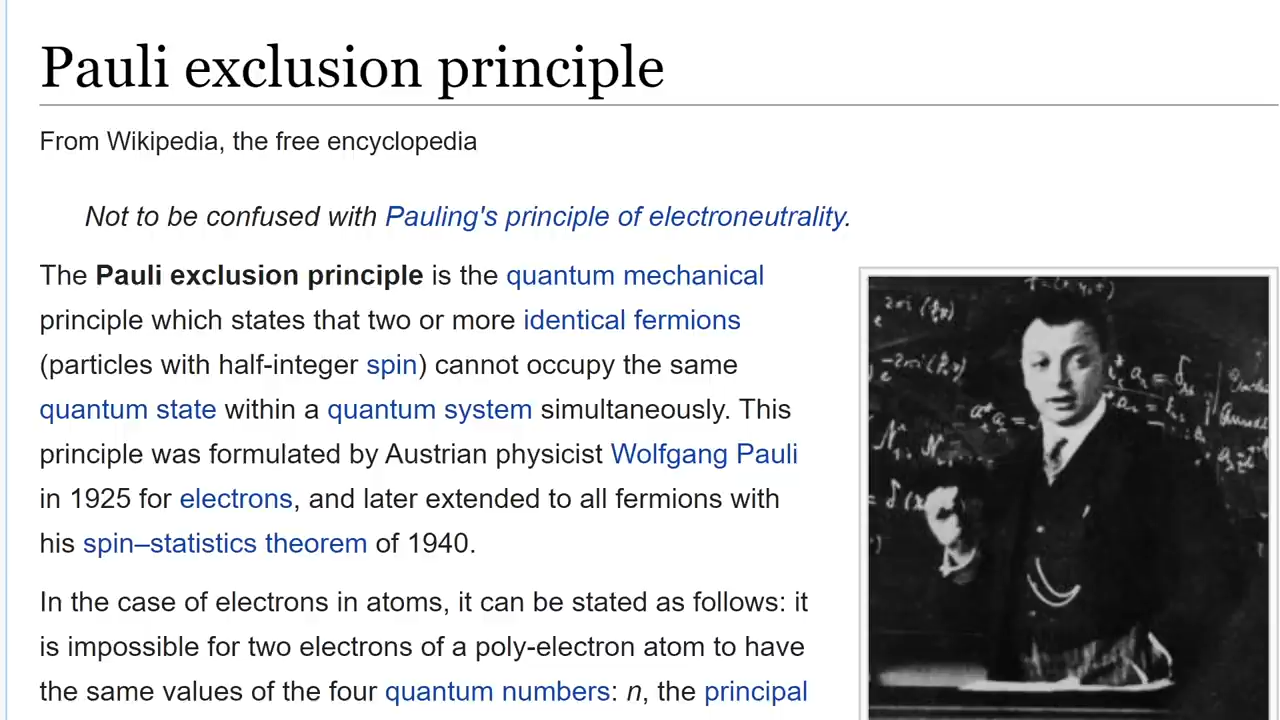 Pauli exclusion principle
From Wikipedia, the free encyclopedia
Not to be confused with Pauling's principle of electroneutrality.
The Pauli exclusion principle is the quantum mechanical
principle which states that two or more identical fermions
(particles with half-integer spin) cannot occupy the same
quantum state within a quantum system simultaneously. This
principle was formulated by Austrian physicist Wolfgang Pauli
in 1925 for electrons, and later extended to all fermions with
his spin–statistics theorem of 1940.
In the case of electrons in atoms, it can be stated as follows: it
is impossible for two electrons of a poly-electron atom to have
the same values of the four quantum numbers: n, the principal